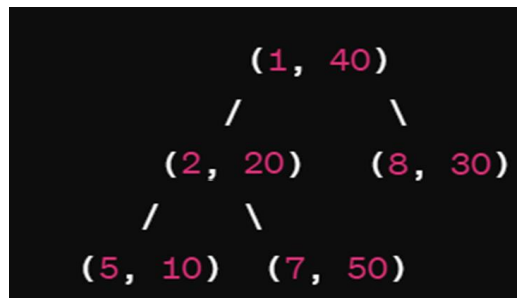 (1, 40)
/ \
(2, 20) (8, 30)
/ \
(5, 10) (7, 50)